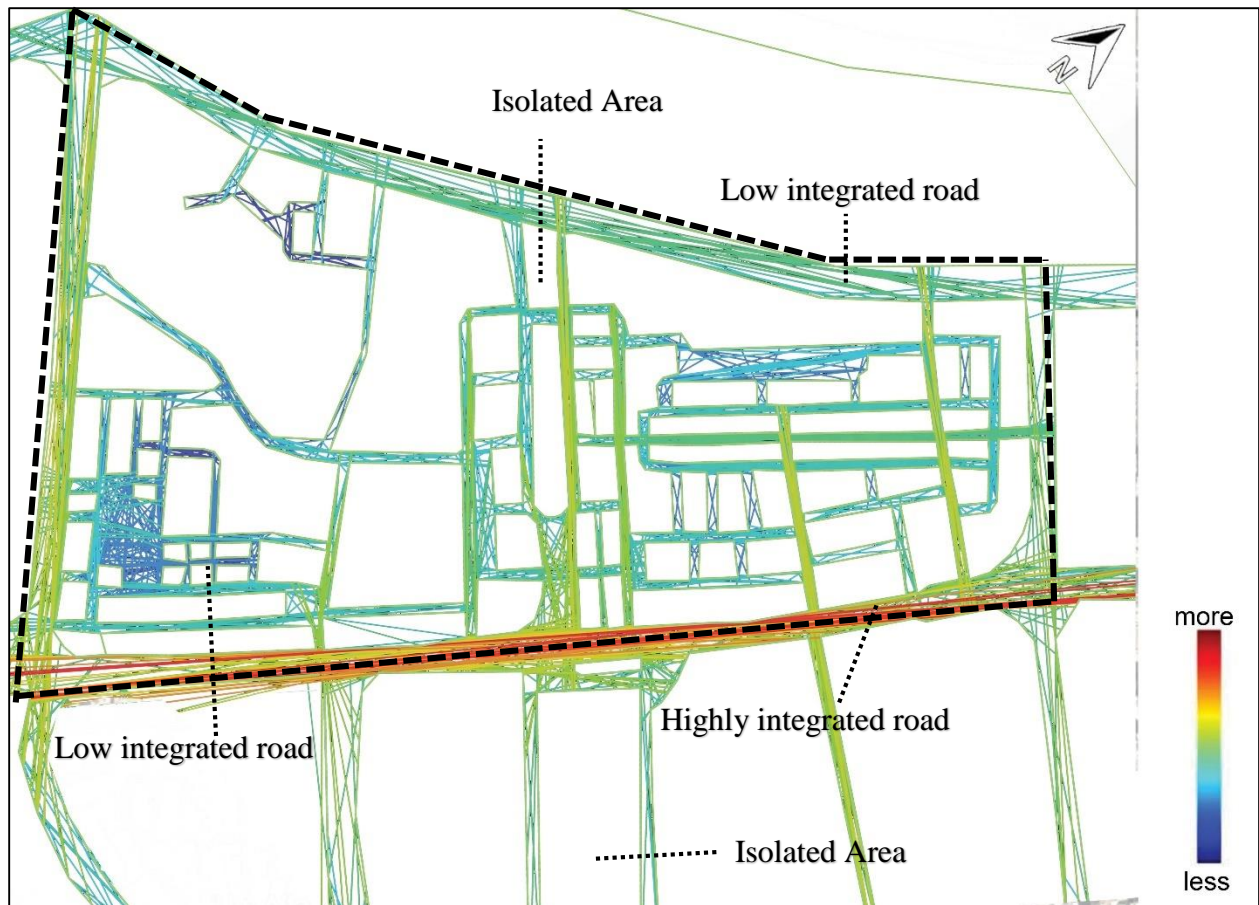 N
Isolated Area
Low integrated road
more
Highly integrated road
Low integrated road
Isolated Area
less